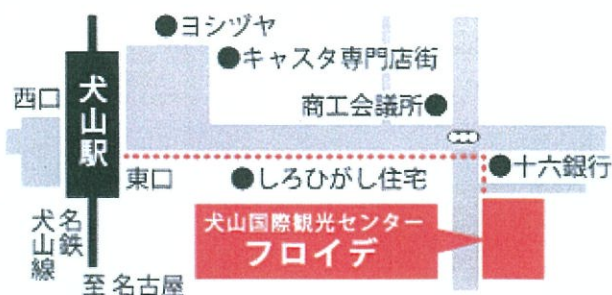 ●ヨシヅヤ
●キャスタ専門店街
西口
犬山駅
商工会議所●
東口
●しろひがし住宅
●十六銀行
名鉄
犬山線
犬山国際観光センター
フロイデ
至 名古屋